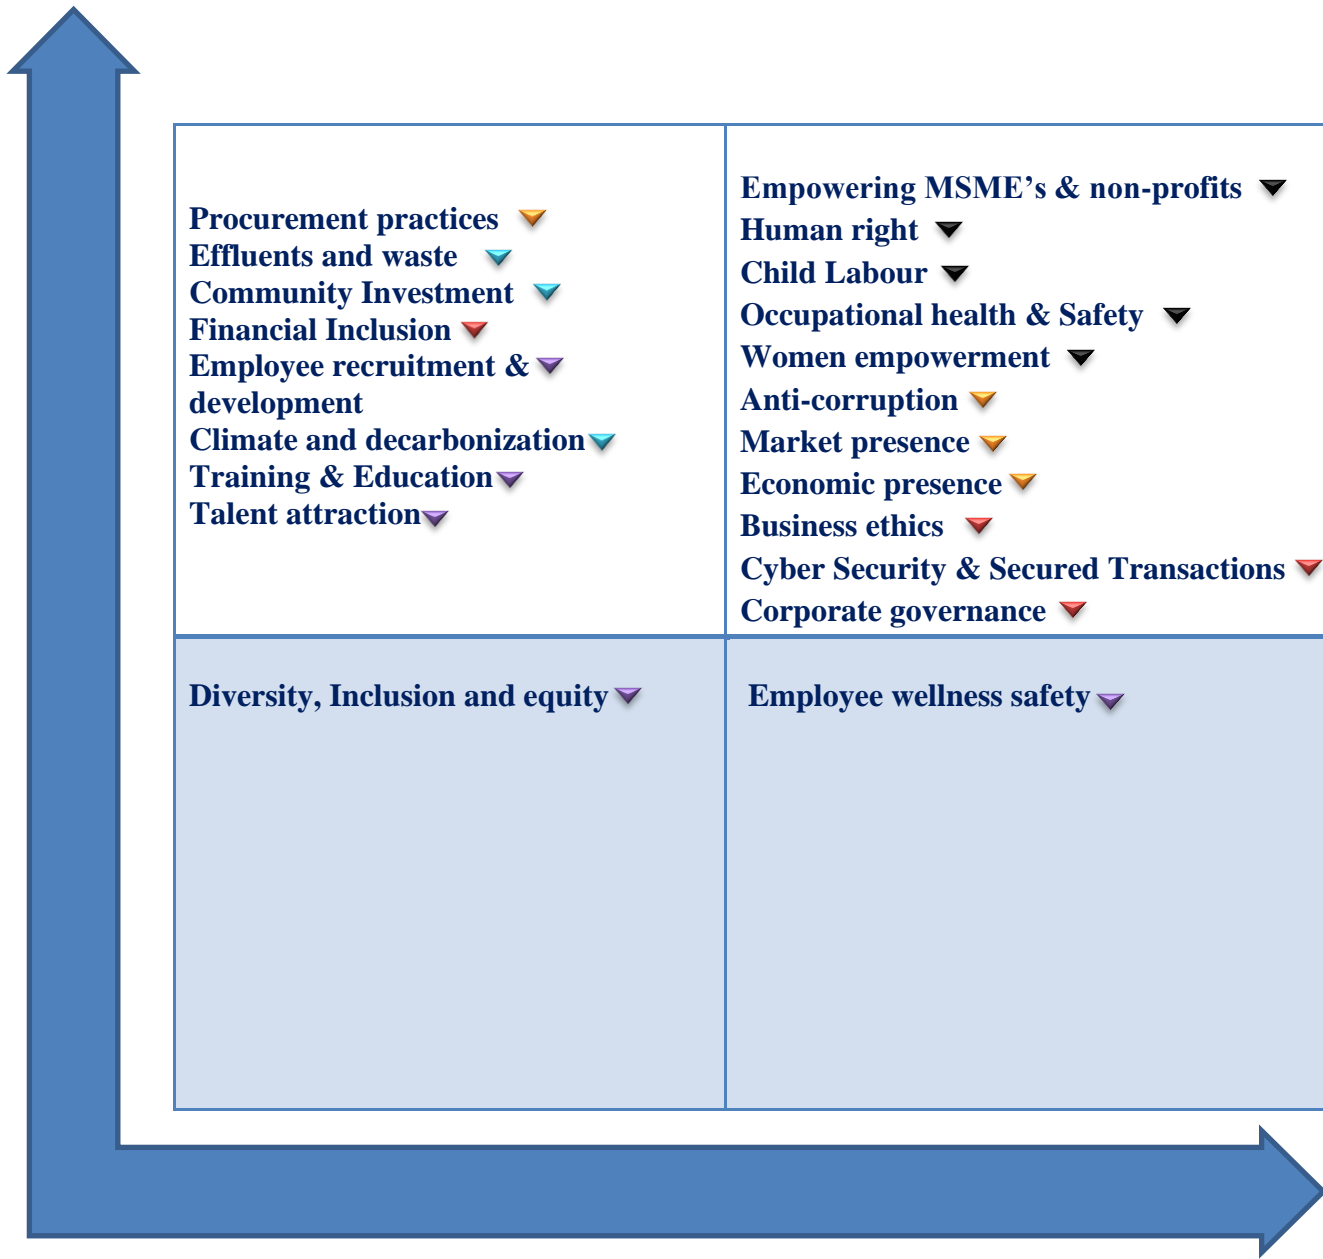 Procurement practices
Effluents and waste
Community Investment
Financial Inclusion
Employee recruitment &
development
Climate and decarbonization
Training & Education
Talent attraction
Empowering MSME’s & non-profits
Human right
Child Labour
Occupational health & Safety
Women empowerment
Anti-corruption
Market presence
Economic presence
Business ethics
Cyber Security & Secured Transactions
Corporate governance
Diversity, Inclusion and equity
Employee wellness safety